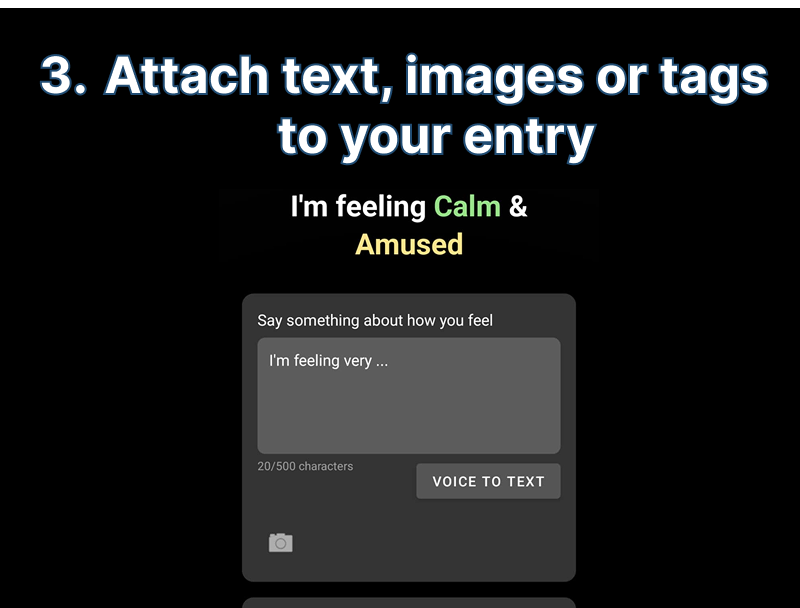 3. Attach text, images or tags
to your entry
I'm feeling Calm &
Amused
Say something about how you feel
I'm feeling very ...
20/500 characters
VOICE TO TEXT